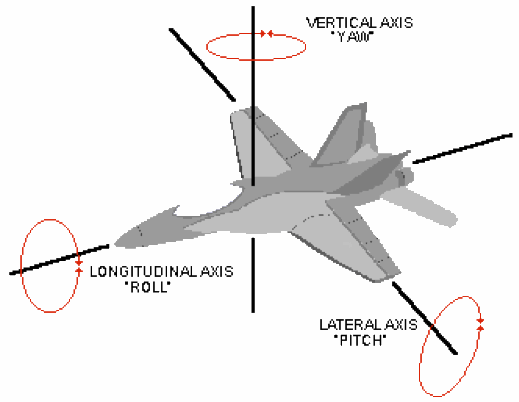 VERTICAL AXIS
"YAW"
LONGITUDINAL AXIS
"ROLL"
LATERAL AXIS
"PITCH"